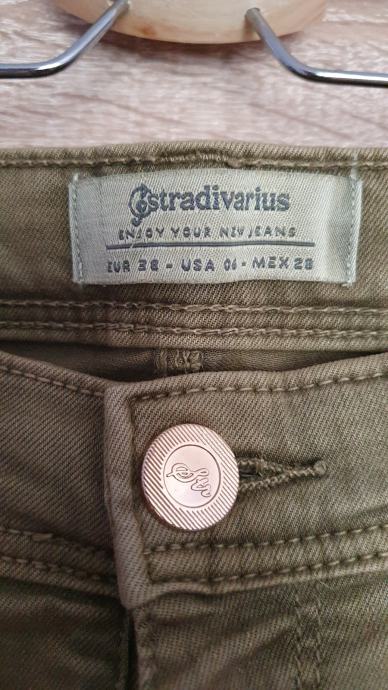 stradivarius
ENJOY YOUR NEW JEANS
EUR 38 - USA 06 - MEX 28